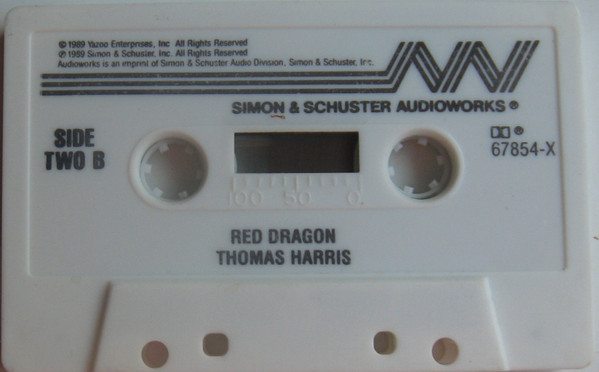 © 1989 Yazoo Enterprises, Inc. All Rights Reserved
℗ 1989 Simon & Schuster, Inc. All Rights Reserved
Audioworks is an imprint of Simon & Schuster Audio Division, Simon & Schuster, Inc.
SIMON & SCHUSTER AUDIOWORKS®
SIDE
TWO B
®
67854-X
100 50 0
RED DRAGON
THOMAS HARRIS